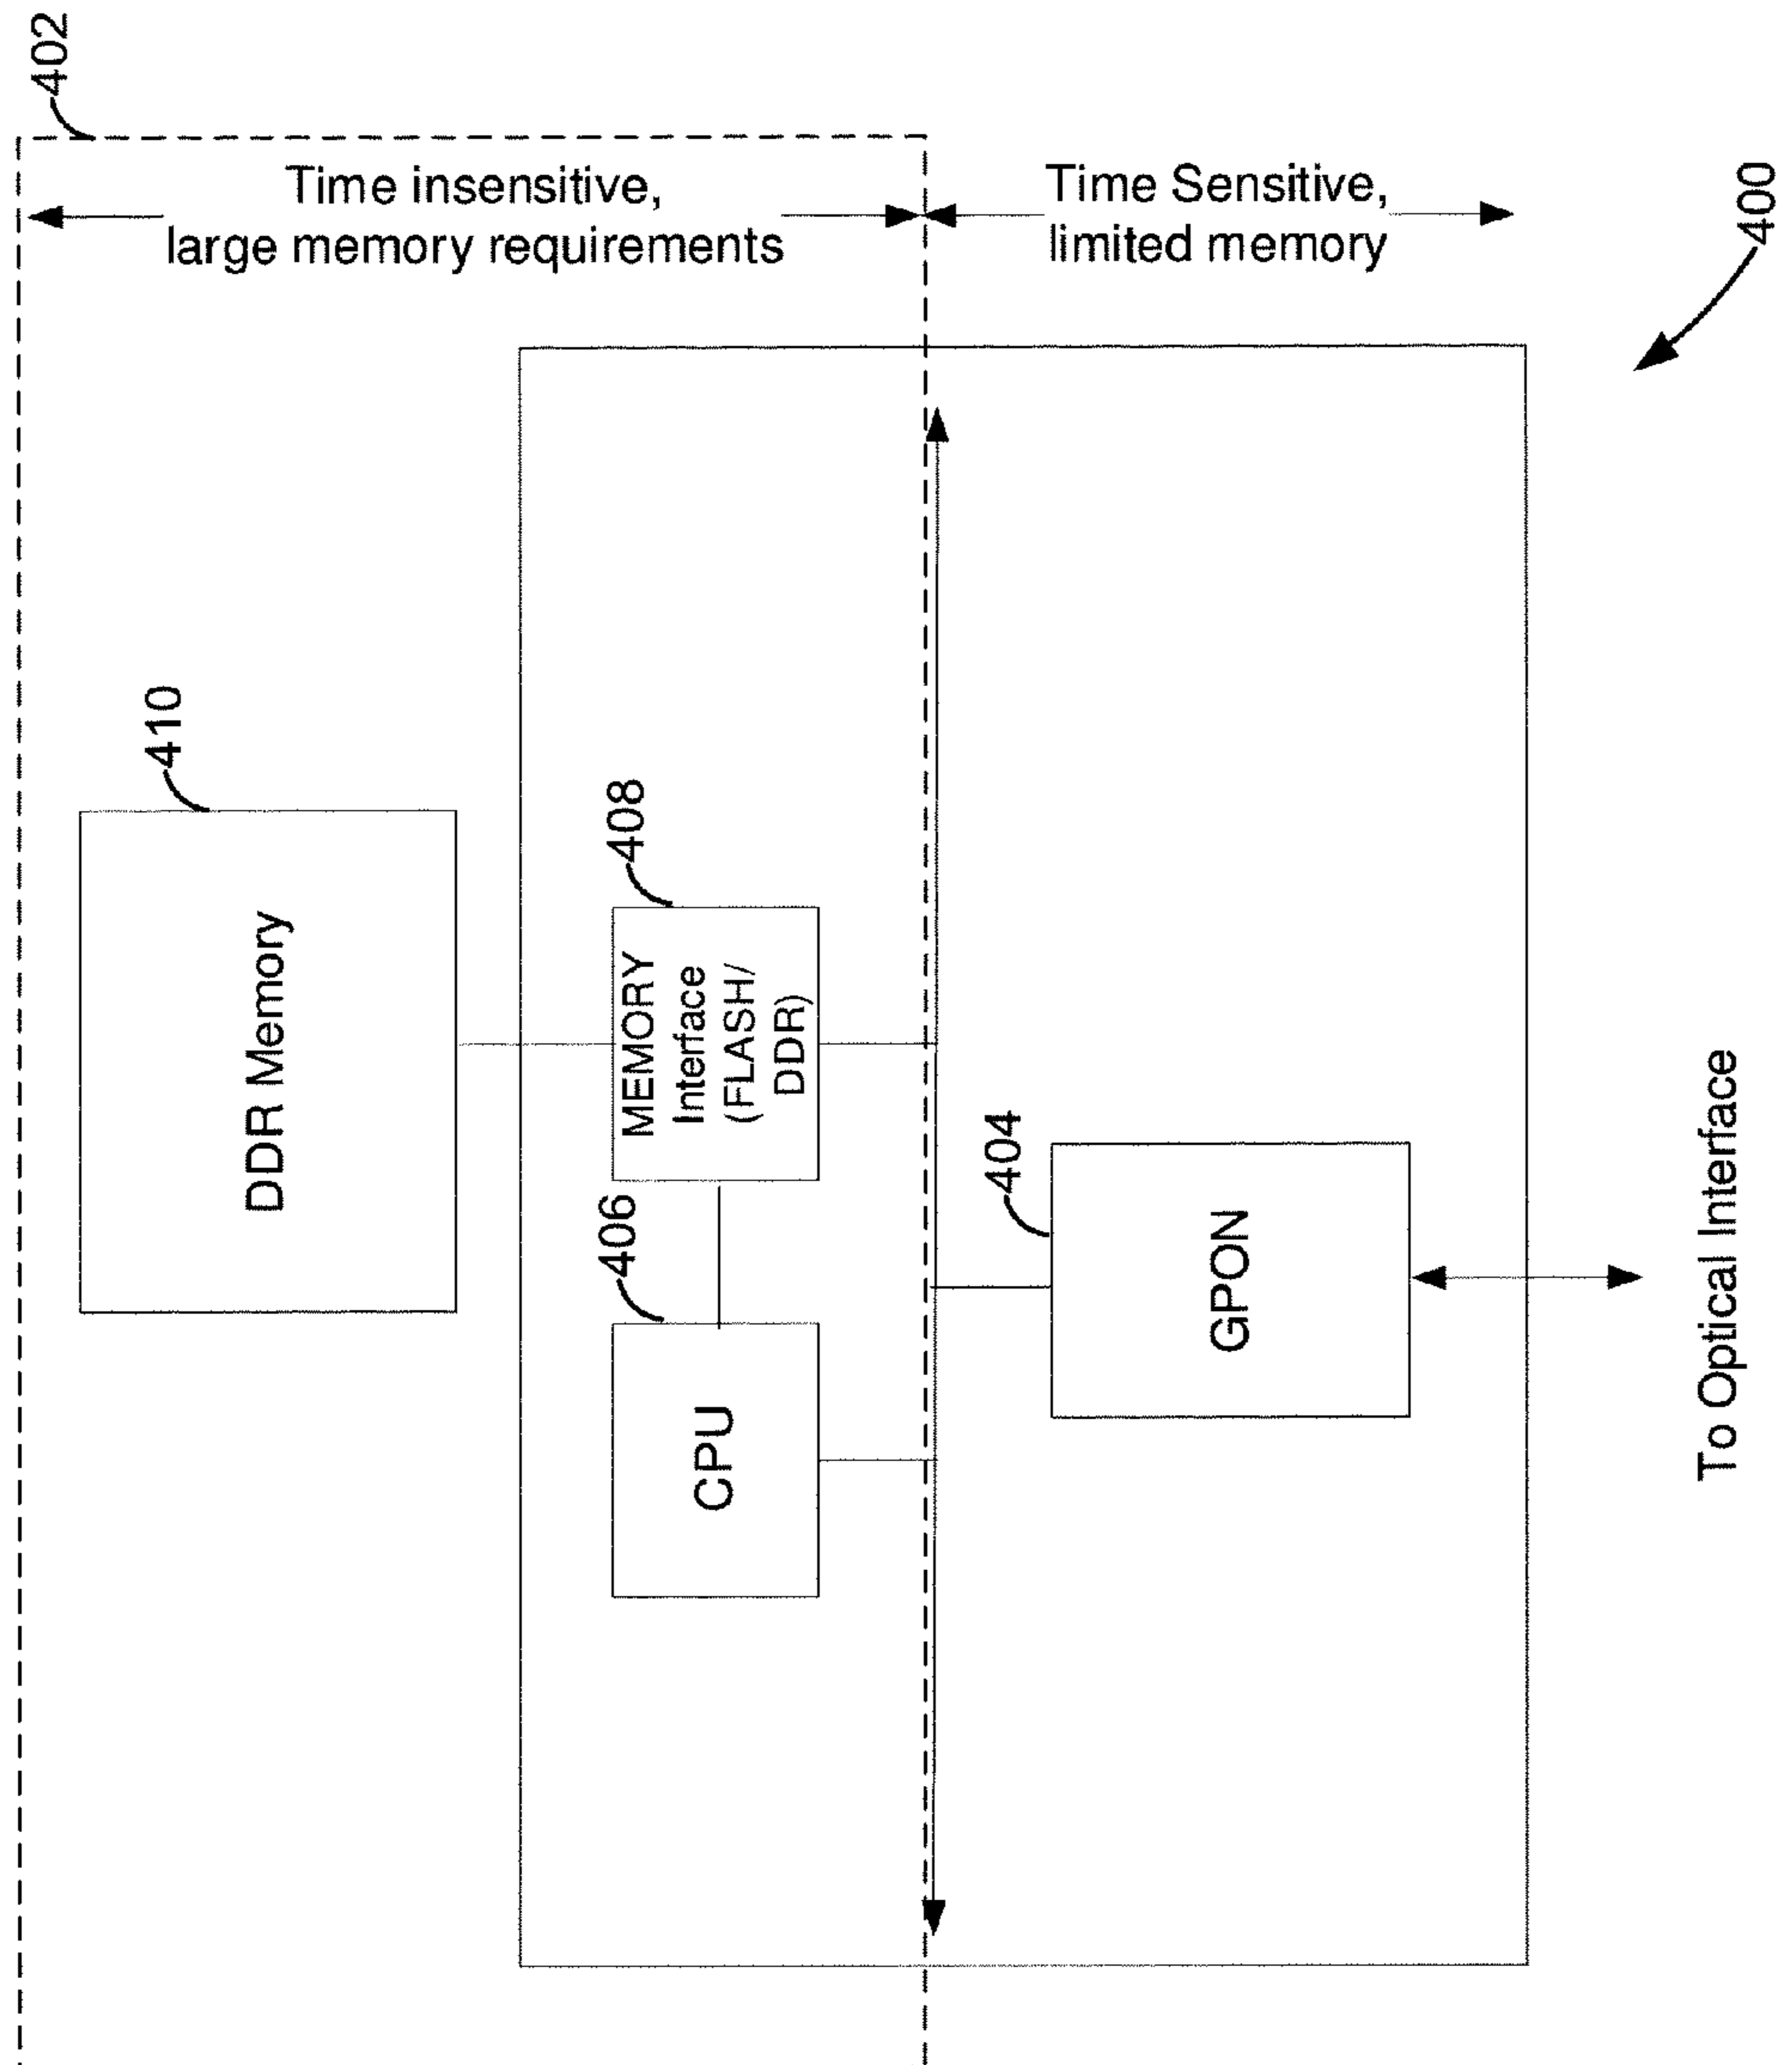 402
Time insensitive,
large memory requirements
Time Sensitive,
limited memory
400
410
DDR Memory
408
MEMORY
Interface
(FLASH/
DDR)
406
CPU
404
GPON
To Optical Interface